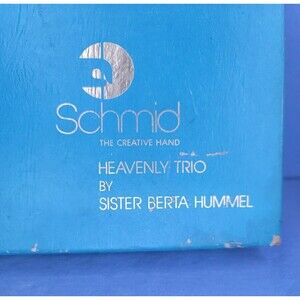 Schmid
THE CREATIVE HAND
HEAVENLY TRIO
BY
SISTER BERTA HUMMEL